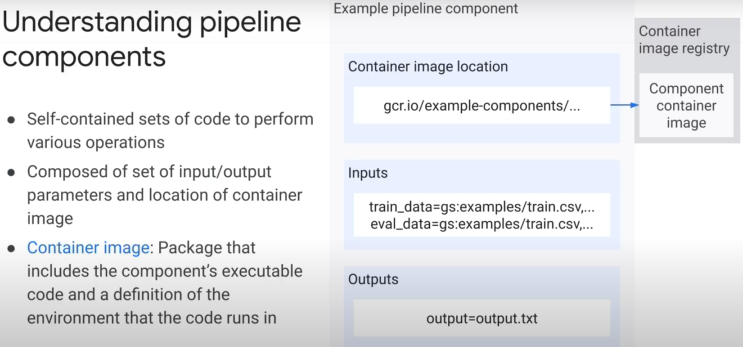 Understanding pipeline
components
● Self-contained sets of code to perform
various operations
● Composed of set of input/output
parameters and location of container
image
● Container image: Package that
includes the component's executable
code and a definition of the
environment that the code runs in
Example pipeline component
Container image location
gcr.io/example-components/...
Inputs
train_data=gs:examples/train.csv,...
eval_data=gs:examples/train.csv,...
Outputs
output=output.txt
Container
image registry
Component
container
image